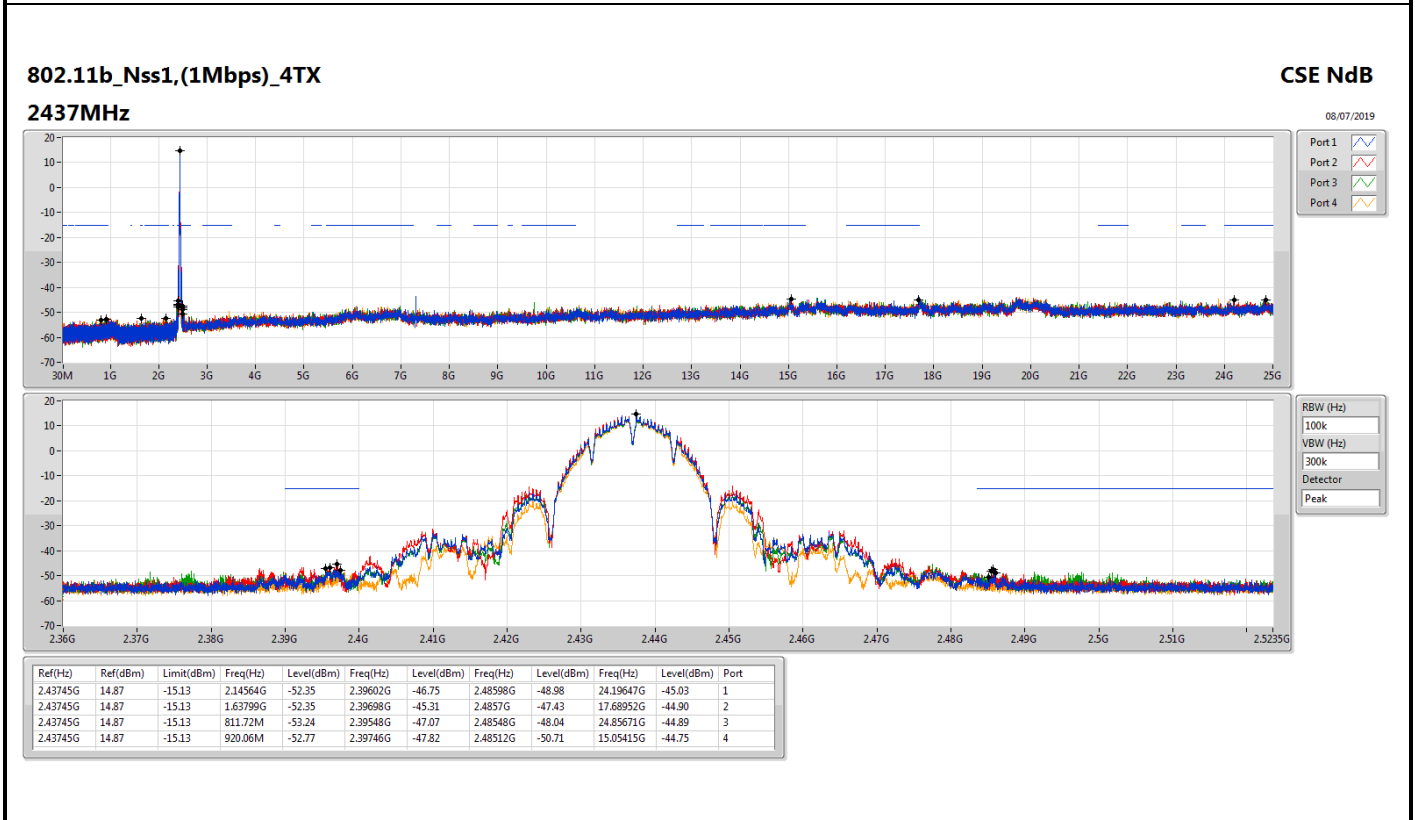 802.11b_Nss1,(1Mbps)_4TX
CSE NdB
2437MHz
08/07/2019
20
10
0
-10
-20
-30
-40
-50
-60
-70
30M 1G 2G 3G 4G 5G 6G 7G 8G 9G 10G 11G 12G 13G 14G 15G 16G 17G 18G 19G 20G 21G 22G 23G 24G 25G
Port 1
Port 2
Port 3
Port 4
20
10
0
-10
-20
-30
-40
-50
-60
-70
2.36G 2.37G 2.38G 2.39G 2.4G 2.41G 2.42G 2.43G 2.44G 2.45G 2.46G 2.47G 2.48G 2.49G 2.5G 2.51G 2.5235G
RBW (Hz)
100k
VBW (Hz)
300k
Detector
Peak
Ref(Hz) Ref(dBm) Limit(dBm) Freq(Hz) Level(dBm) Freq(Hz) Level(dBm) Freq(Hz) Level(dBm) Freq(Hz) Level(dBm) Port
2.43745G 14.87 -15.13 2.14564G -52.35 2.39602G -46.75 2.48598G -48.98 24.19647G -45.03 1
2.43745G 14.87 -15.13 1.63799G -52.35 2.39698G -45.31 2.4857G -47.43 17.68952G -44.90 2
2.43745G 14.87 -15.13 811.72M -53.24 2.39548G -47.07 2.48548G -48.04 24.85671G -44.89 3
2.43745G 14.87 -15.13 920.06M -52.77 2.39746G -47.82 2.48512G -50.71 15.05415G -44.75 4